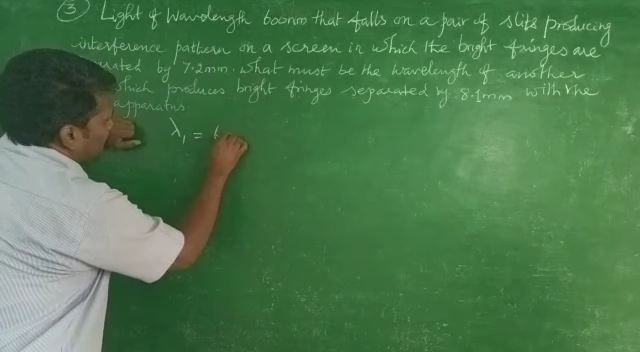 ③ Light of Wavelength 600nm that falls on a pair of slits producing
interference pattern on a screen in which the bright fringes are
rated by 7.2mm. What must be the wavelength of another
which produces bright fringes separated by 8.1mm with the
apparatus.
λ₁ =